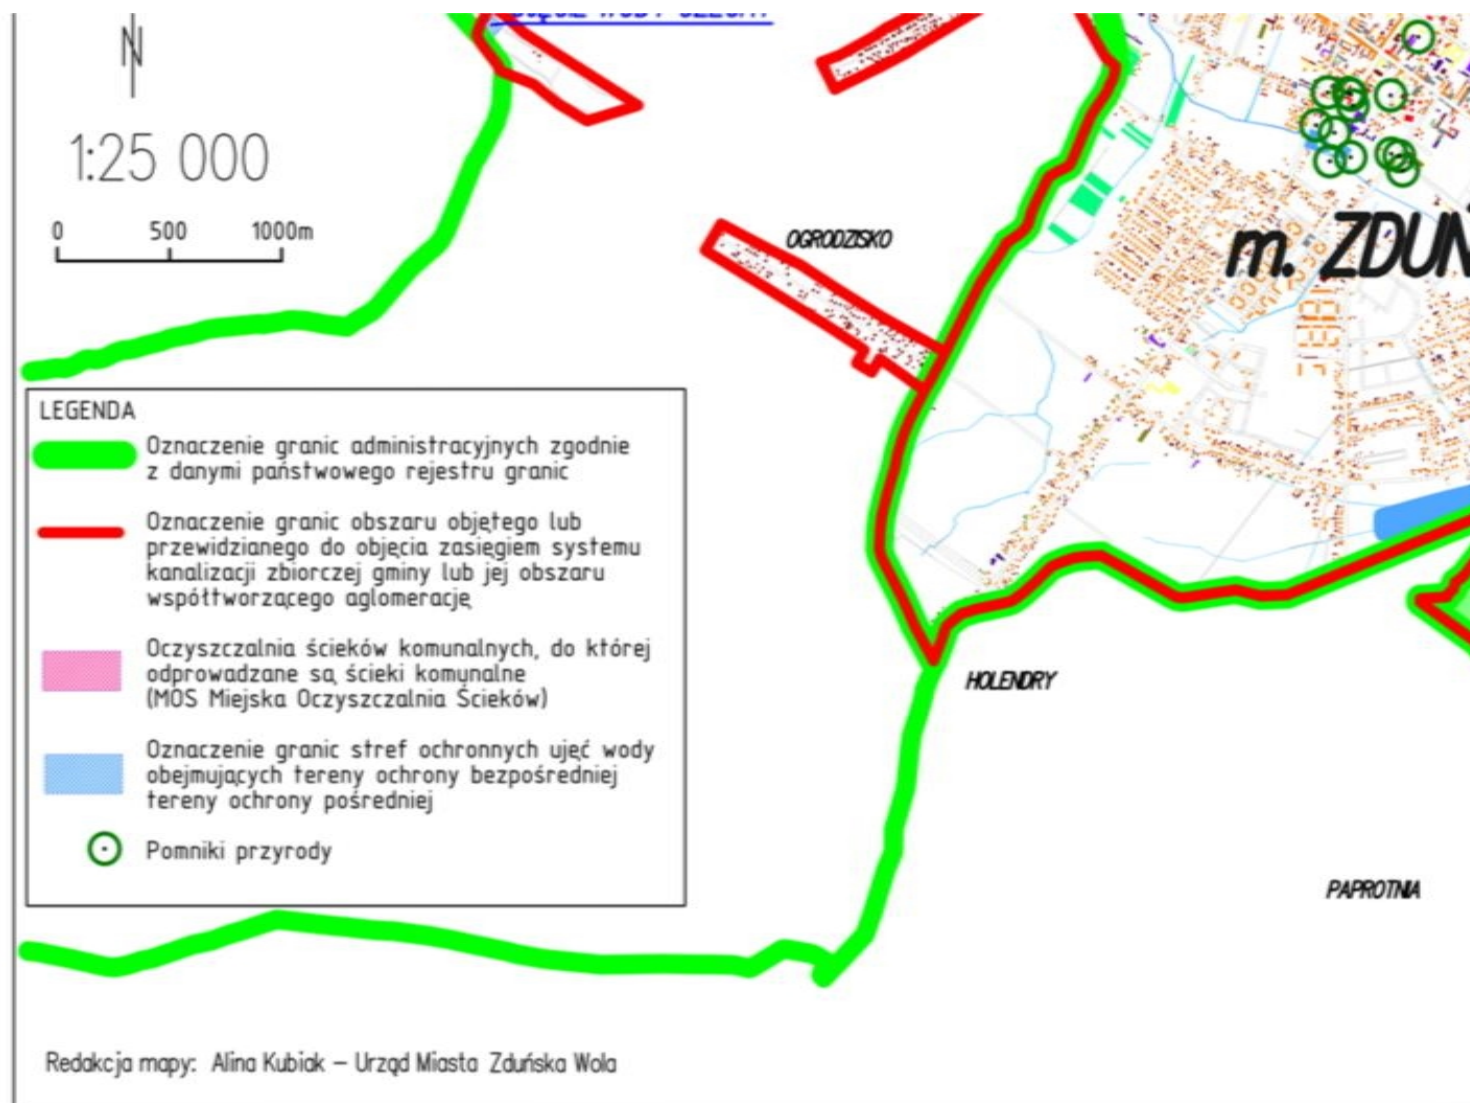 N
1:25 000
0 500 1000m
OGRODZISKO
m. ZDUŃ
LEGENDA
Oznaczenie granic administracyjnych zgodnie
z danymi państwowego rejestru granic
Oznaczenie granic obszaru objętego lub
przewidzianego do objęcia zasięgiem systemu
kanalizacji zbiorczej gminy lub jej obszaru
współtworzącego aglomerację
Oczyszczalnia ścieków komunalnych, do której
odprowadzane są ścieki komunalne
(MOS Miejska Oczyszczalnia Ścieków)
Oznaczenie granic stref ochronnych ujęć wody
obejmujących tereny ochrony bezpośredniej
tereny ochrony pośredniej
Pomniki przyrody
HOLENDRY
PAPROTNIA
Redakcja mapy: Alina Kubiak – Urząd Miasta Zduńska Wola